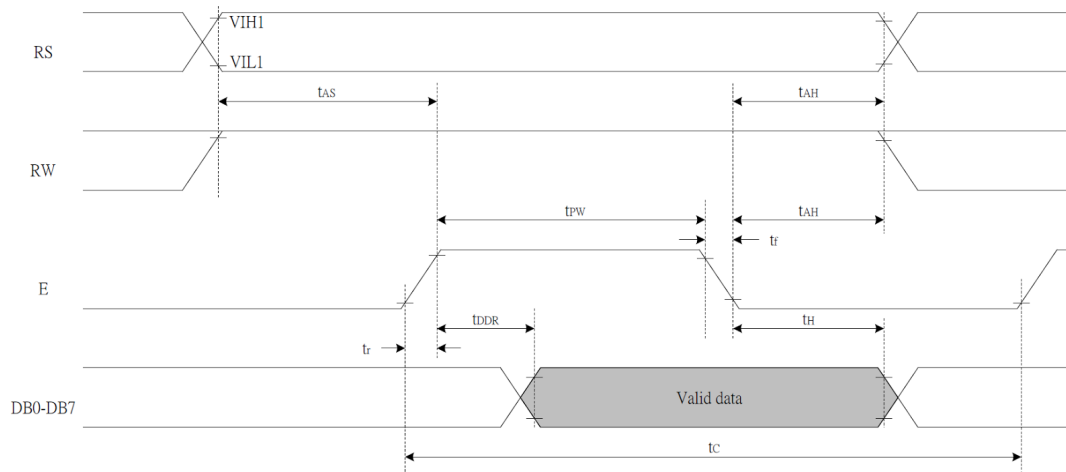 VIH1
RS
VIL1
tAS
tAH
RW
tPW
tAH
tf
E
tDDR
tH
tr
DB0-DB7
Valid data
tC